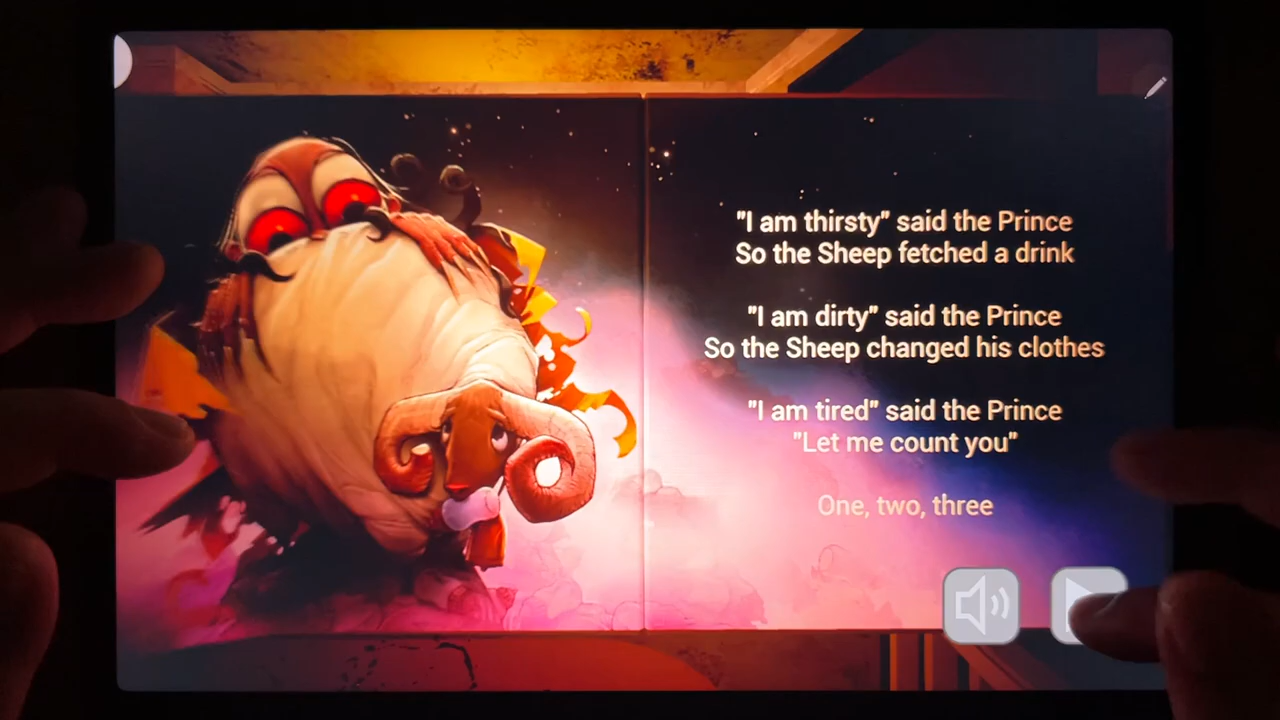 "I am thirsty" said the Prince
So the Sheep fetched a drink
"I am dirty" said the Prince
So the Sheep changed his clothes
"I am tired" said the Prince
"Let me count you"
One, two, three